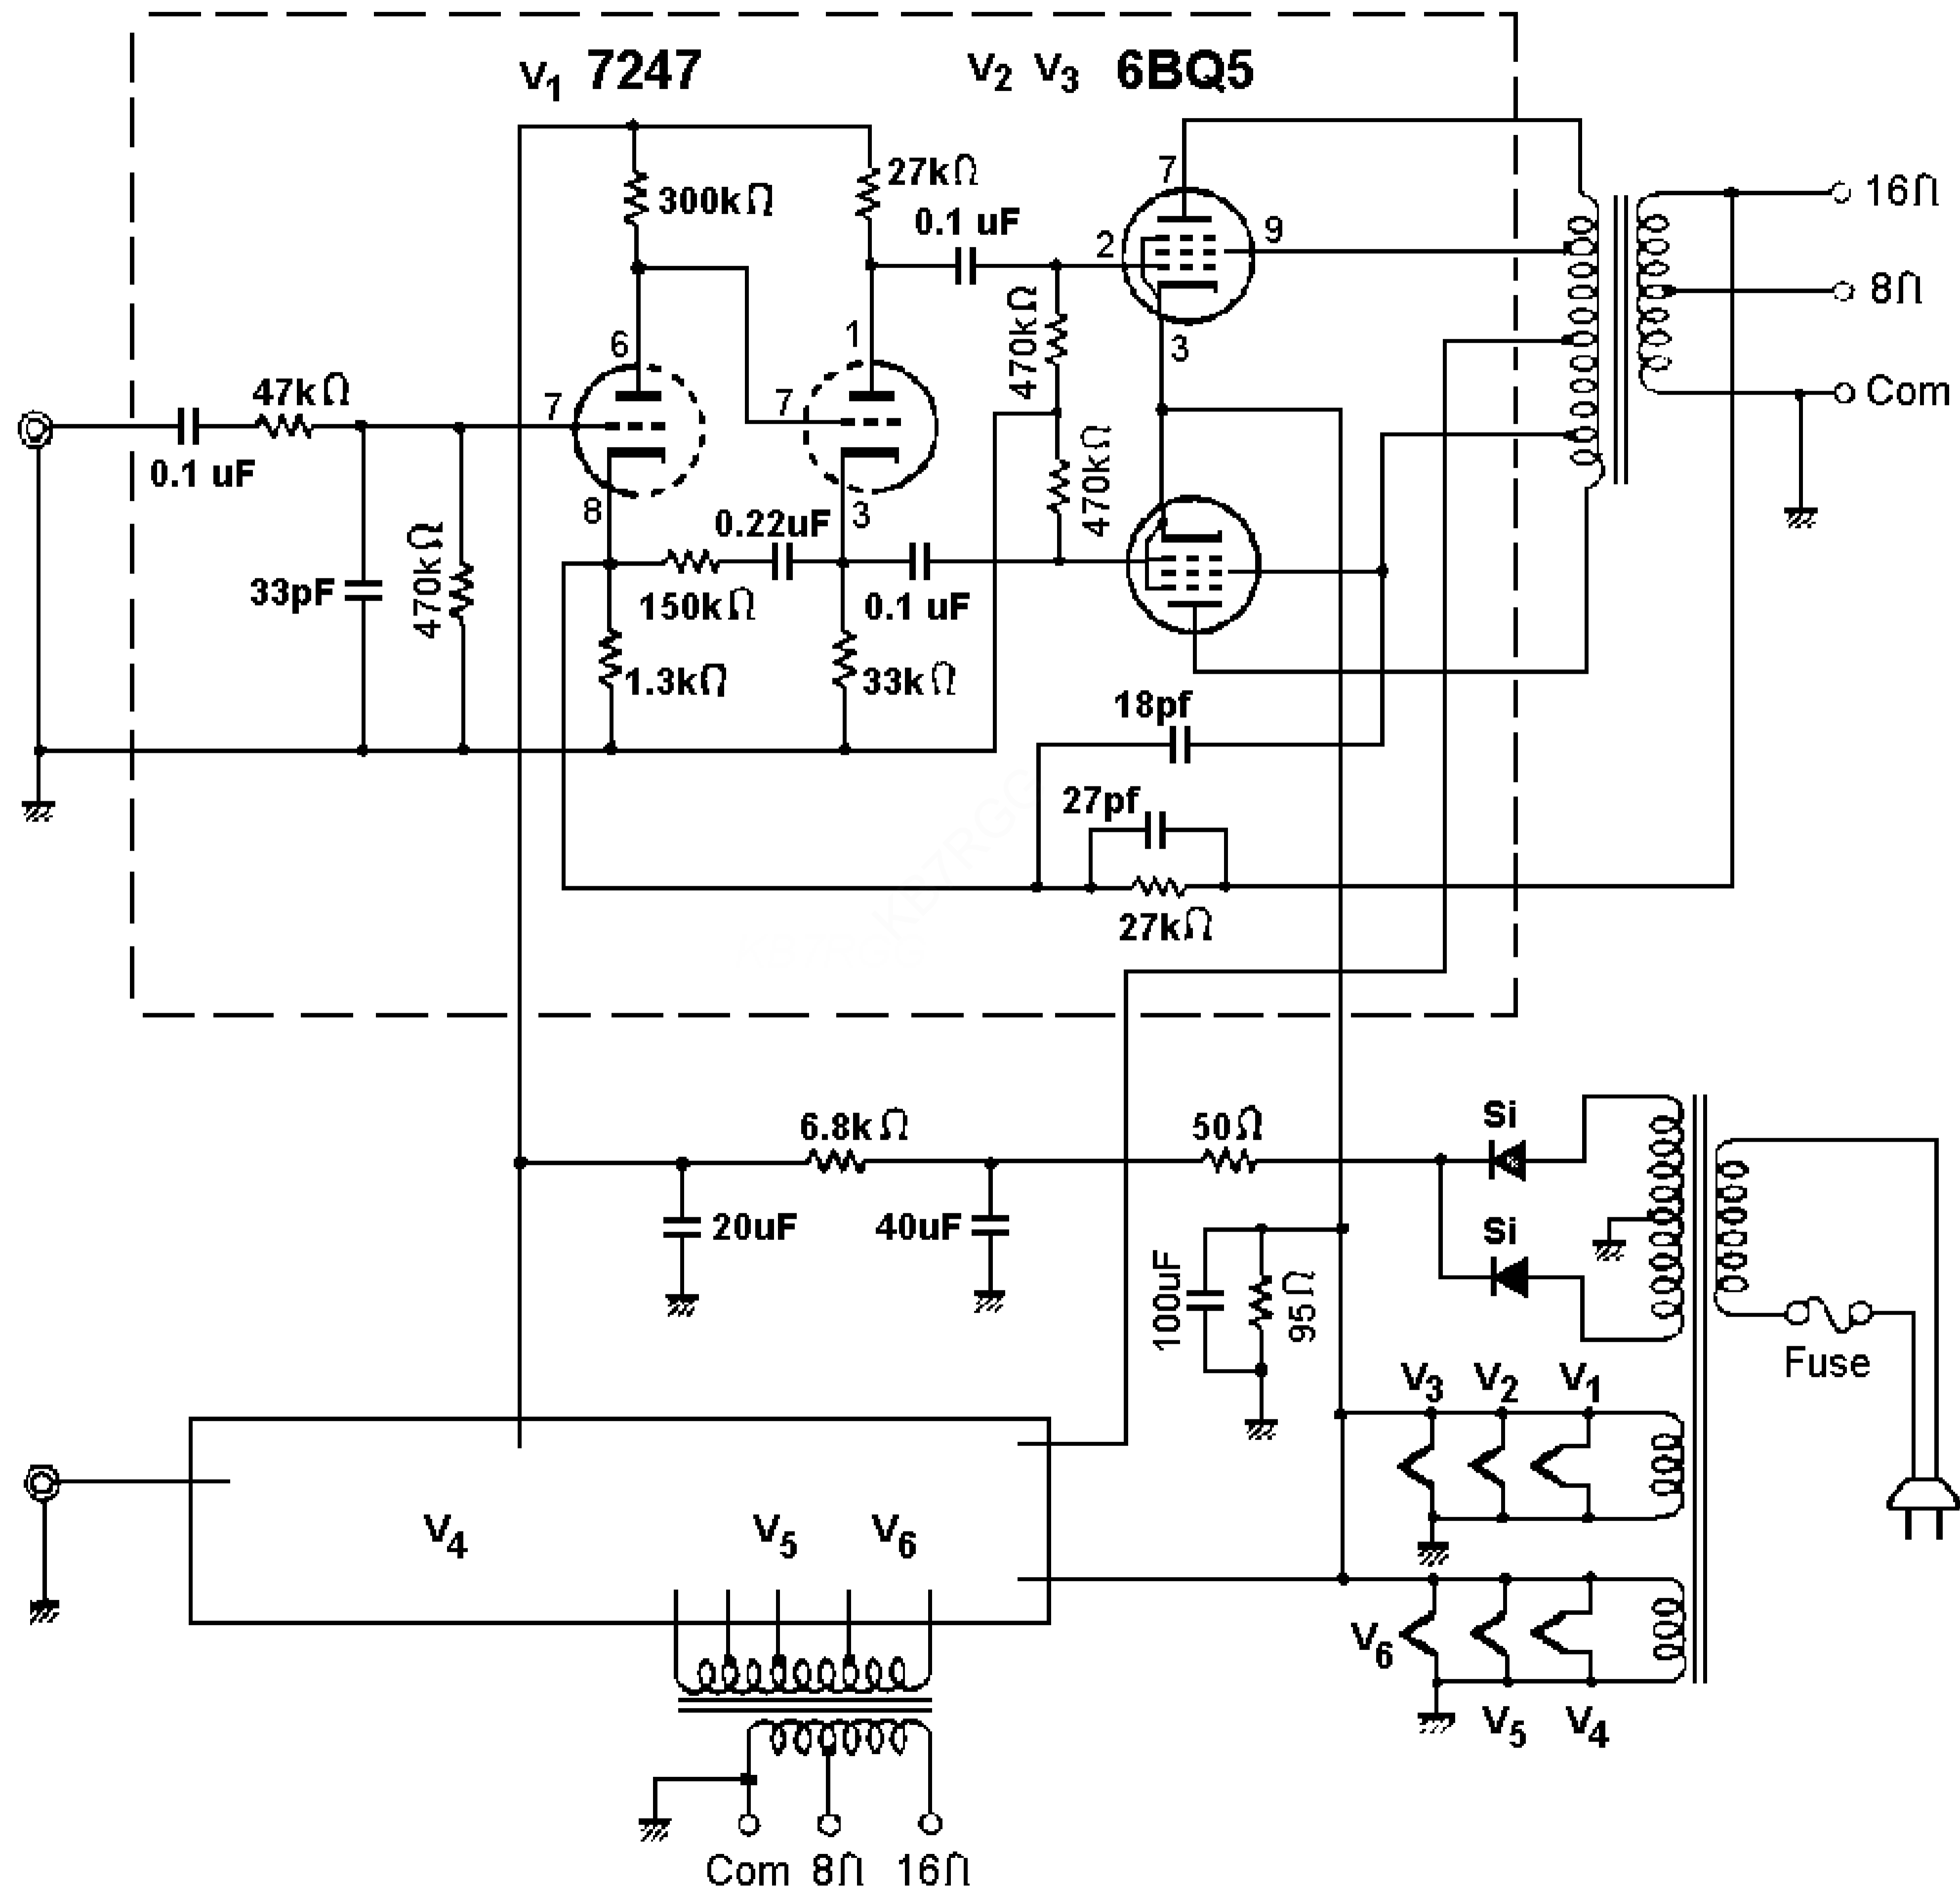 V1 7247
V2 V3 6BQ5
7
27kΩ
300kΩ
0.1 uF
2
9
16Ω
8Ω
470kΩ
1
6
3
47kΩ
7
7
Com
0.1 uF
470kΩ
8
0.22uF
3
470kΩ
33pF
150kΩ
0.1 uF
1.3kΩ
33kΩ
18pf
27pf
KB7RGG
27kΩ
6.8kΩ
50Ω
Si
20uF
40uF
Si
100uF
95Ω
Fuse
V3 V2 V1
V4 V5 V6
V6
V5 V4
Com 8Ω 16Ω